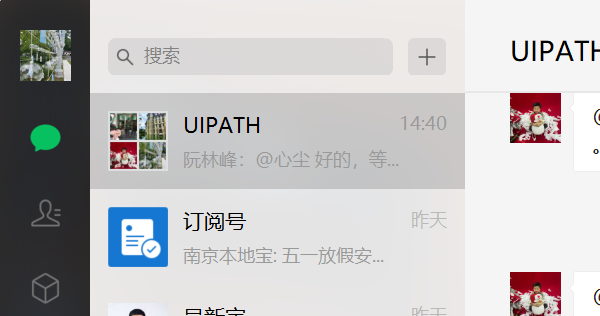 搜索
UIPATH
UIPATH
14:40
阮林峰：@心尘 好的，等...
订阅号
昨天
南京本地宝: 五一放假安...
昨天